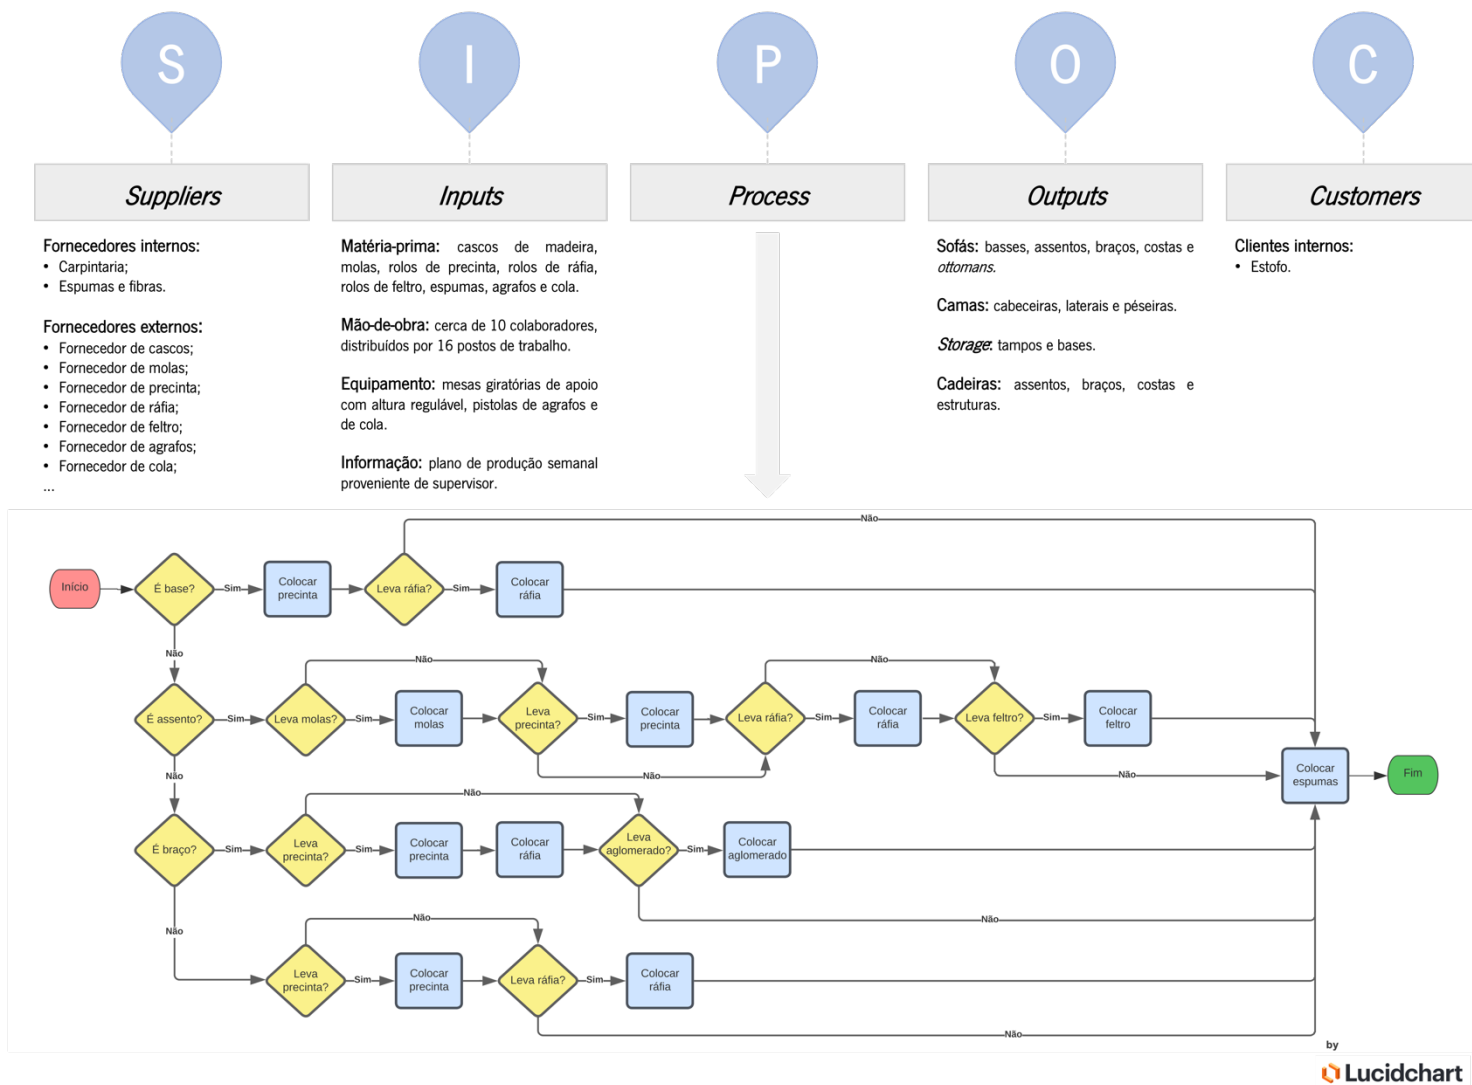 S
I
P
O
C
Suppliers
Inputs
Process
Outputs
Customers
Fornecedores internos:
• Carpintaria;
• Espumas e fibras.
Fornecedores externos:
• Fornecedor de cascos;
• Fornecedor de molas;
• Fornecedor de precinta;
• Fornecedor de ráfia;
• Fornecedor de feltro;
• Fornecedor de agrafos;
• Fornecedor de cola;
...
Matéria-prima: cascos de madeira,
molas, rolos de precinta, rolos de ráfia,
rolos de feltro, espumas, agrafos e cola.
Mão-de-obra: cerca de 10 colaboradores,
distribuídos por 16 postos de trabalho.
Equipamento: mesas giratórias de apoio
com altura regulável, pistolas de agrafos e
de cola.
Informação: plano de produção semanal
proveniente de supervisor.
Sofás: basses, assentos, braços, costas e
ottomans.
Camas: cabeceiras, laterais e péseiras.
Storage: tampos e bases.
Cadeiras: assentos, braços, costas e
estruturas.
Clientes internos:
• Estofo.
Não
Início
É base?
Sim
Colocar
precinta
Leva ráfia?
Sim
Colocar
ráfia
Não
Não
Não
É assento?
Sim
Leva molas?
Sim
Colocar
molas
Leva
precinta?
Sim
Colocar
precinta
Leva ráfia?
Sim
Colocar
ráfia
Leva feltro?
Sim
Colocar
feltro
Não
Não
Não
Colocar
espumas
Fim
Não
É braço?
Sim
Leva
precinta?
Sim
Colocar
precinta
Colocar
ráfia
Leva
aglomerado?
Sim
Colocar
aglomerado
Não
Não
Não
Leva
precinta?
Sim
Colocar
precinta
Leva ráfia?
Sim
Colocar
ráfia
Não
by
Lucidchart